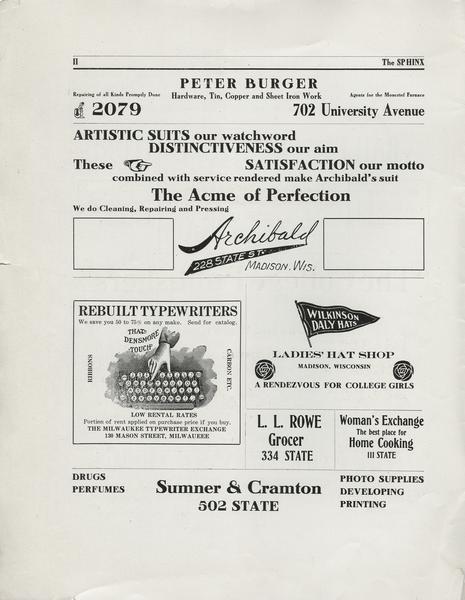 II The SPHINX
PETER BURGER
Repairing of all Kinds Promptly Done Hardware, Tin, Copper and Sheet Iron Work Agents for the Moncrief Furnace
2079 702 University Avenue
ARTISTIC SUITS our watchword
DISTINCTIVENESS our aim
These SATISFACTION our motto
combined with service rendered make Archibald's suit
The Acme of Perfection
We do Cleaning, Repairing and Pressing
Archibald
228 STATE ST.
MADISON. WIS.
REBUILT TYPEWRITERS
We save you 50 to 75% on any make. Send for catalog.
THAT
DENSMORE
TOUCH
RIBBONS
CARBON ETC.
LOW RENTAL RATES
Portion of rent applied on purchase price if you buy.
THE MILWAUKEE TYPEWRITER EXCHANGE
130 MASON STREET, MILWAUKEE
WILKINSON
DALY HATS
LADIES' HAT SHOP
MADISON, WISCONSIN
A RENDEZVOUS FOR COLLEGE GIRLS
L. L. ROWE
Grocer
334 STATE
Woman's Exchange
The best place for
Home Cooking
111 STATE
DRUGS
PERFUMES
Sumner & Cramton
502 STATE
PHOTO SUPPLIES
DEVELOPING
PRINTING